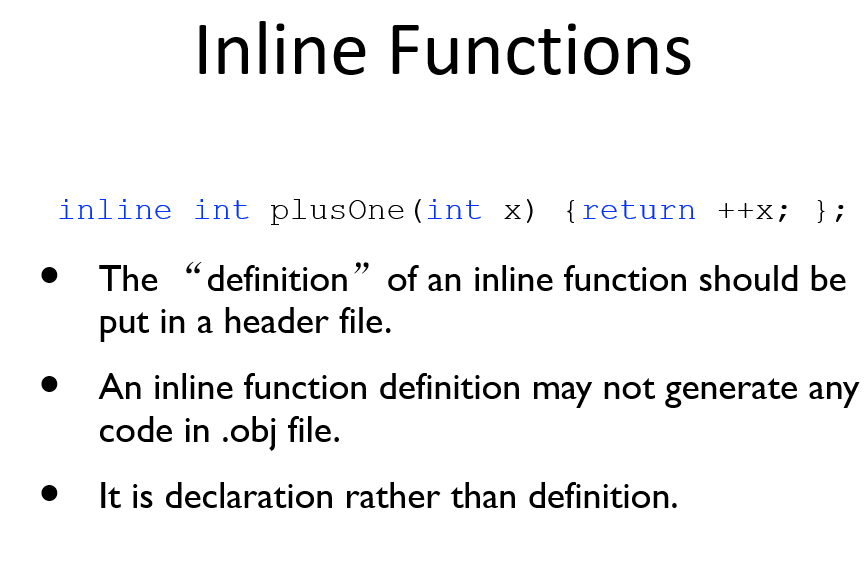 Inline Functions
inline int plusOne(int x) {return ++x; };
• The “definition” of an inline function should be
put in a header file.
• An inline function definition may not generate any
code in .obj file.
• It is declaration rather than definition.